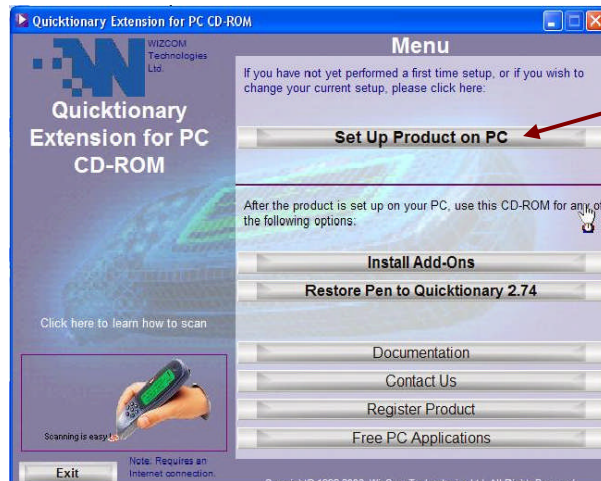 Quicktionary Extension for PC CD-ROM
WIZCOM
Technologies
Ltd.
Quicktionary
Extension for PC
CD-ROM
Click here to learn how to scan
Scanning is easy!
Exit
Note: Requires an
Internet connection.
Menu
If you have not yet performed a first time setup, or if you wish to
change your current setup, please click here:
Set Up Product on PC
After the product is set up on your PC, use this CD-ROM for any of
the following options:
Install Add-Ons
Restore Pen to Quicktionary 2.74
Documentation
Contact Us
Register Product
Free PC Applications